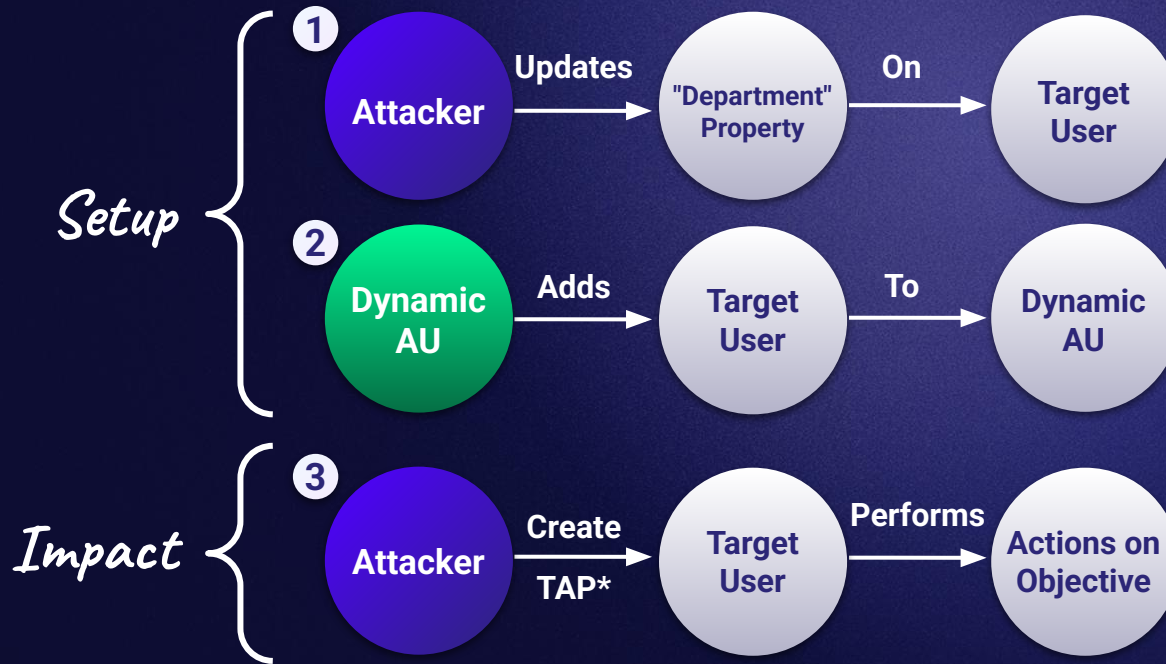 1
Attacker
Updates
"Department"
Property
On
Target
User
Setup
2
Dynamic
AU
Adds
Target
User
To
Dynamic
AU
Impact
3
Attacker
Create
TAP*
Target
User
Performs
Actions on
Objective